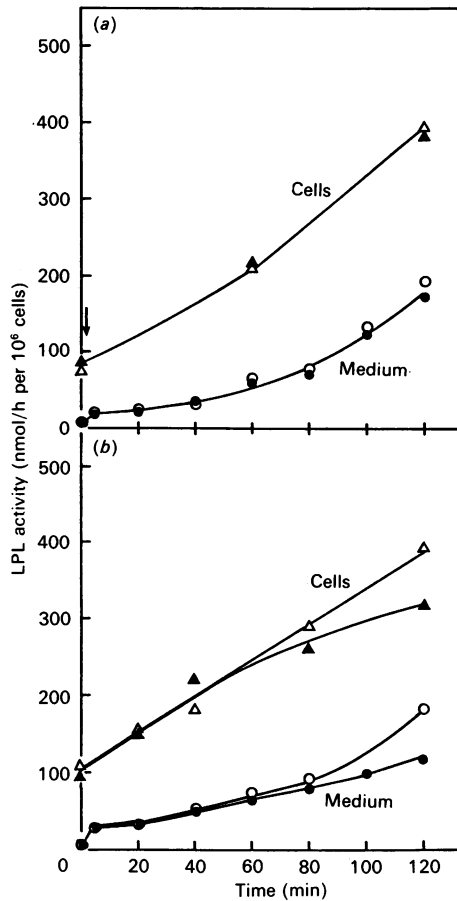 (a)
500
400
300
200
100
0
Cells
Medium
LPL activity (nmol/h per 10⁶ cells)
(b)
500
400
300
200
100
0
Cells
Medium
20 40 60 80 100 120
Time (min)